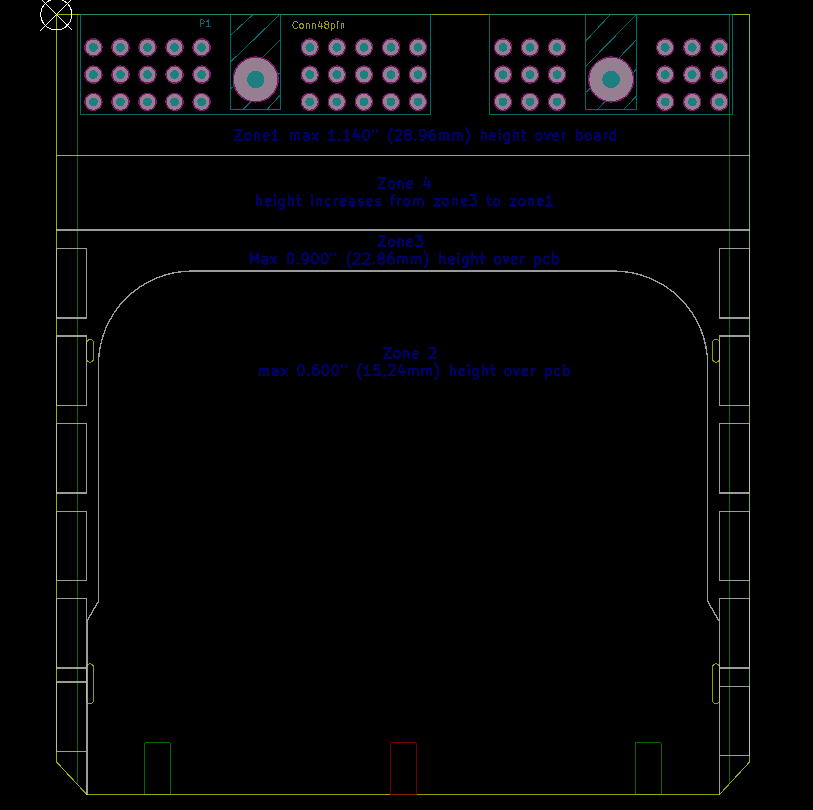 P1 Conn48pin
Zone1 max 1.140" (28.96mm) height over board
Zone 4
height increases from zone3 to zone1
Zone3
Max 0.900" (22.86mm) height over pcb
Zone 2
max 0.600" (15,24mm) height over pcb